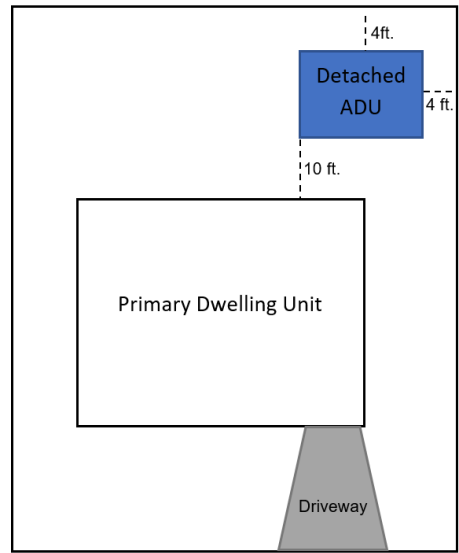 4ft.
Detached
ADU
4 ft.
10 ft.
Primary Dwelling Unit
Driveway